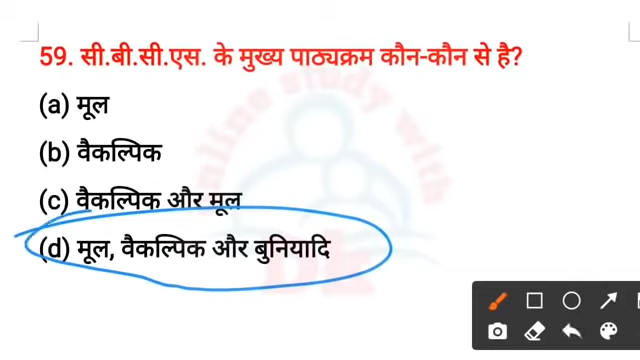 59. सी.बी.सी.एस. के मुख्य पाठ्यक्रम कौन-कौन से है?
(a) मूल
(b) वैकल्पिक
(c) वैकल्पिक और मूल
(d) मूल, वैकल्पिक और बुनियादि